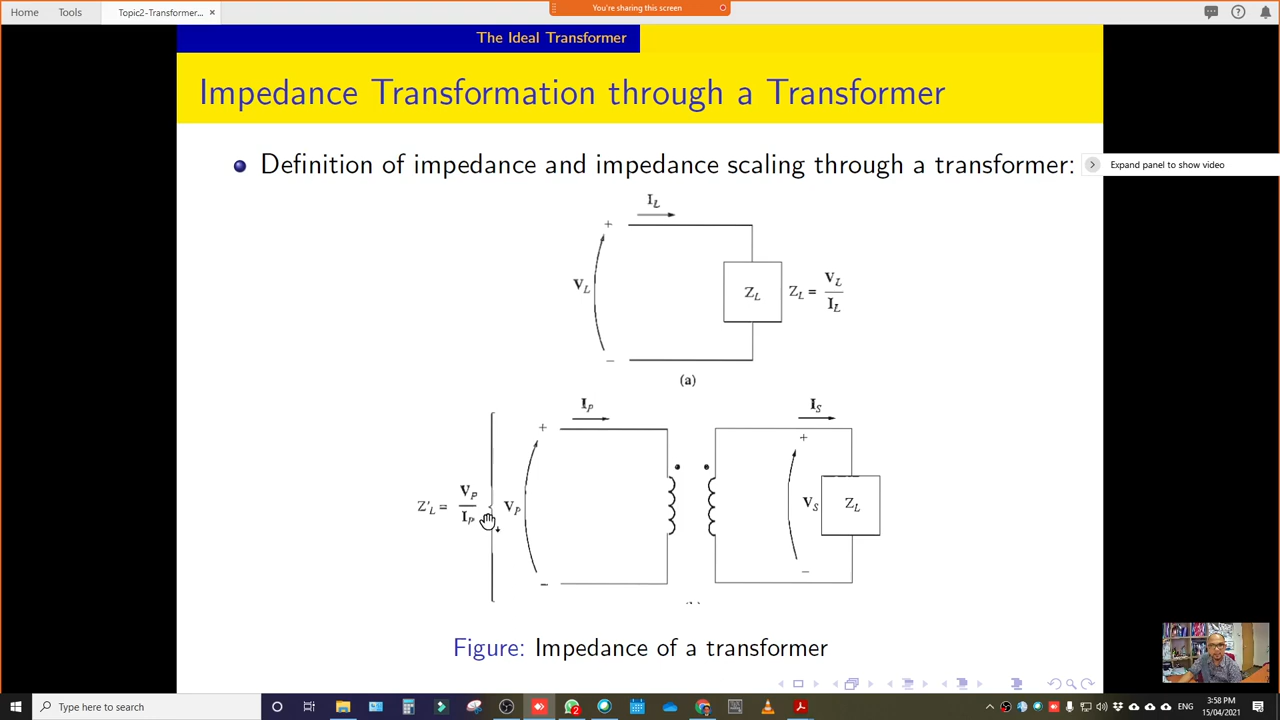 Home
Tools
Topic2-Transformer...
×
You're sharing this screen
The Ideal Transformer
Impedance Transformation through a Transformer
Definition of impedance and impedance scaling through a transformer:
Expand panel to show video
I_L
+
V_L
Z_L
Z_L = V_L / I_L
−
(a)
I_P
I_S
+
+
Z'_L = V_P / I_P
V_P
V_S
Z_L
−
−
Figure: Impedance of a transformer
Type here to search
2
ENG
3:58 PM
15/04/2021